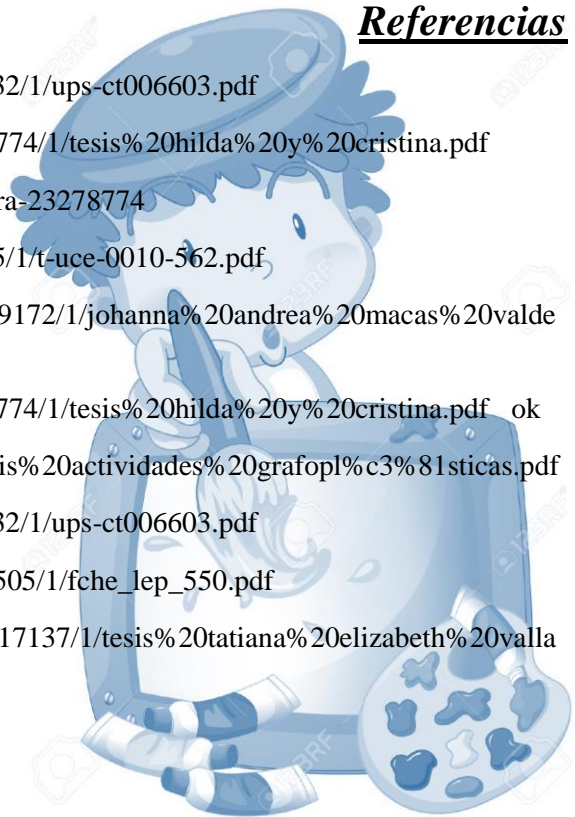 Referencias
32/1/ups-ct006603.pdf
774/1/tesis%20hilda%20y%20cristina.pdf
ra-23278774
5/1/t-uce-0010-562.pdf
9172/1/johanna%20andrea%20macas%20valde
774/1/tesis%20hilda%20y%20cristina.pdf ok
is%20actividades%20grafopl%c3%81sticas.pdf
32/1/ups-ct006603.pdf
505/1/fche_lep_550.pdf
17137/1/tesis%20tatiana%20elizabeth%20valla